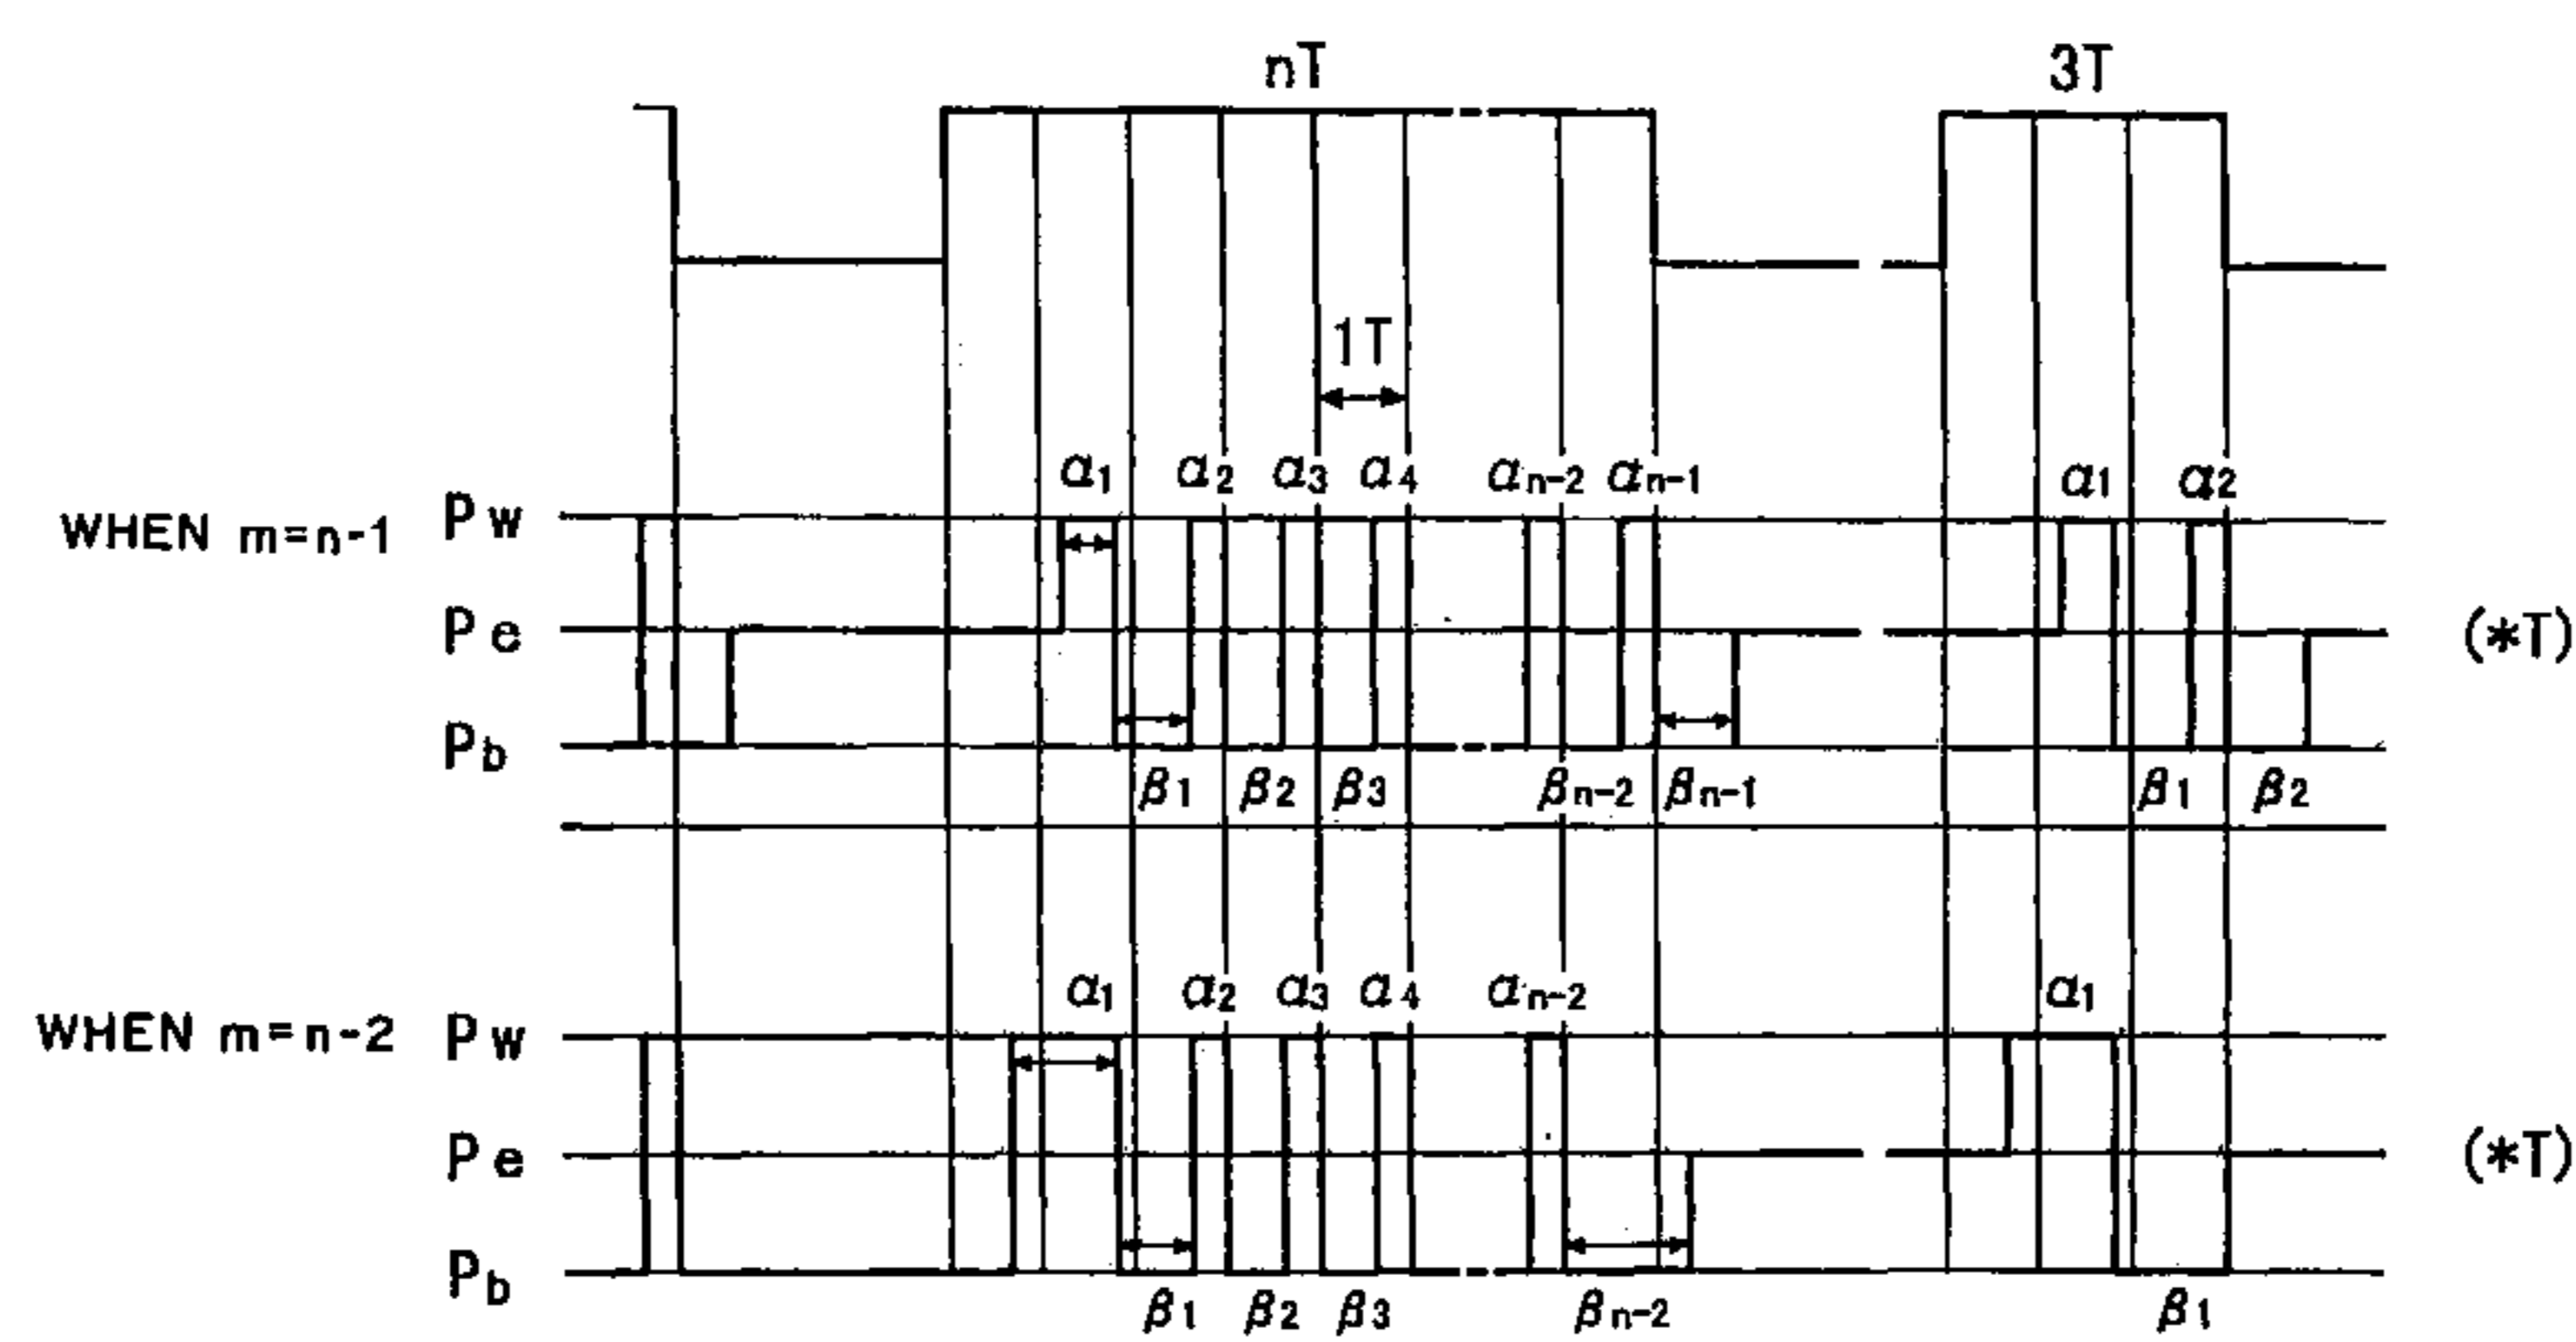 nT 3T
1T
α1 α2 α3 α4 αn-2 αn-1 α1 α2
WHEN m=n-1 Pw
Pe (*T)
Pb
β1 β2 β3 βn-2 βn-1 β1 β2
α1 α2 α3 α4 αn-2 α1
WHEN m=n-2 Pw
Pe (*T)
Pb
β1 β2 β3 βn-2 β1